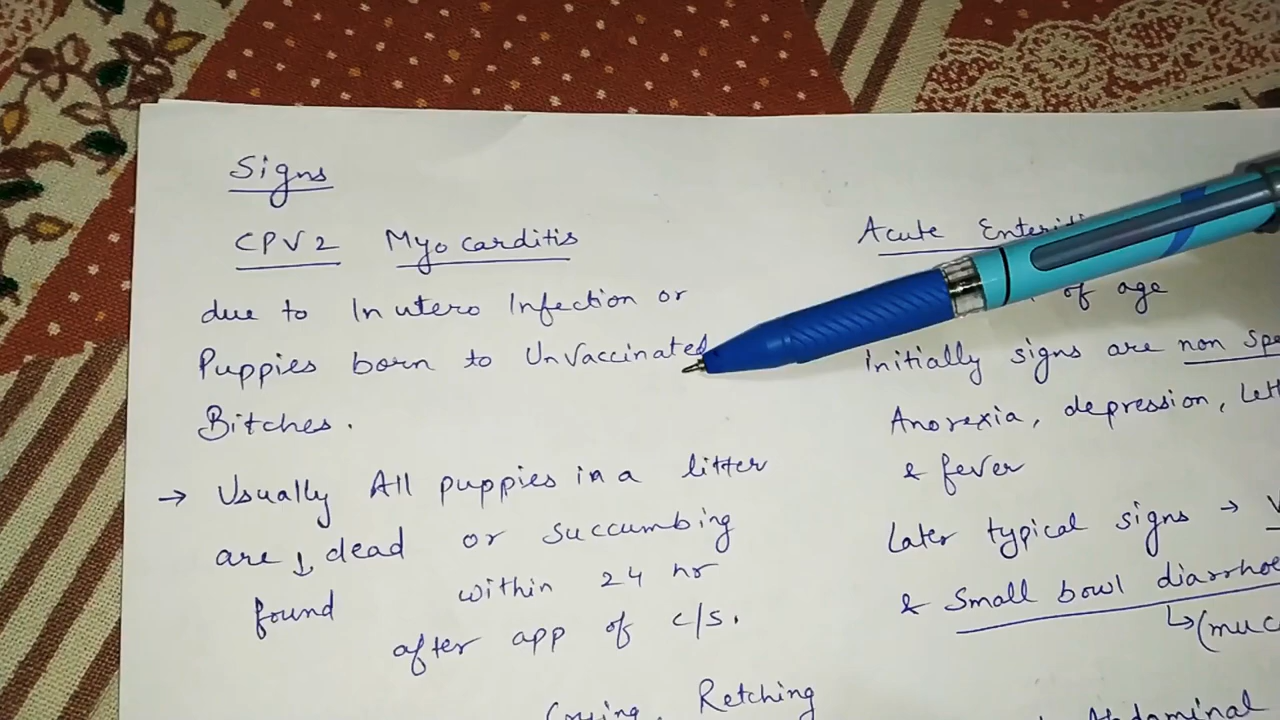 Signs
CPV2 Myocarditis
due to In utero Infection or
Puppies born to Unvaccinated
Bitches.
→ Usually All puppies in a litter
are ↓ dead or succumbing
found within 24 hr
after app of c/s.
Retching
Acute
of age
initially signs are non
Anorexia, depression,
& fever
Later typical signs →
& Small bowl
Abdominal